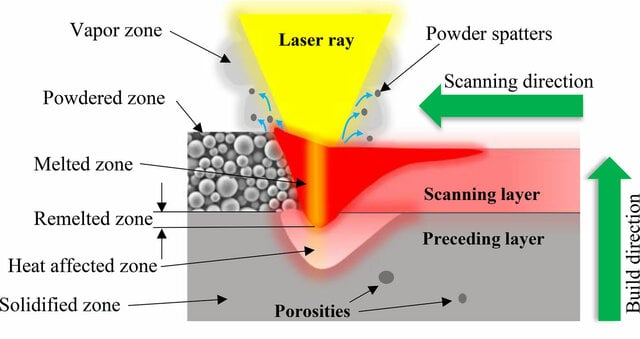 Vapor zone
Laser ray
Powder spatters
Scanning direction
Powdered zone
Melted zone
Scanning layer
Remelted zone
Preceding layer
Heat affected zone
Solidified zone
Porosities
Build direction